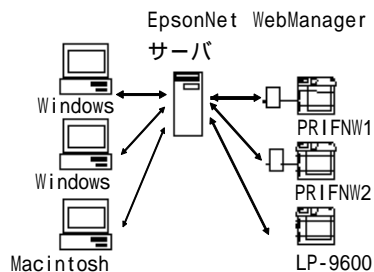 EpsonNet WebManager
サーバ
Windows
PRIFNW1
Windows
PRIFNW2
Macintosh
LP-9600